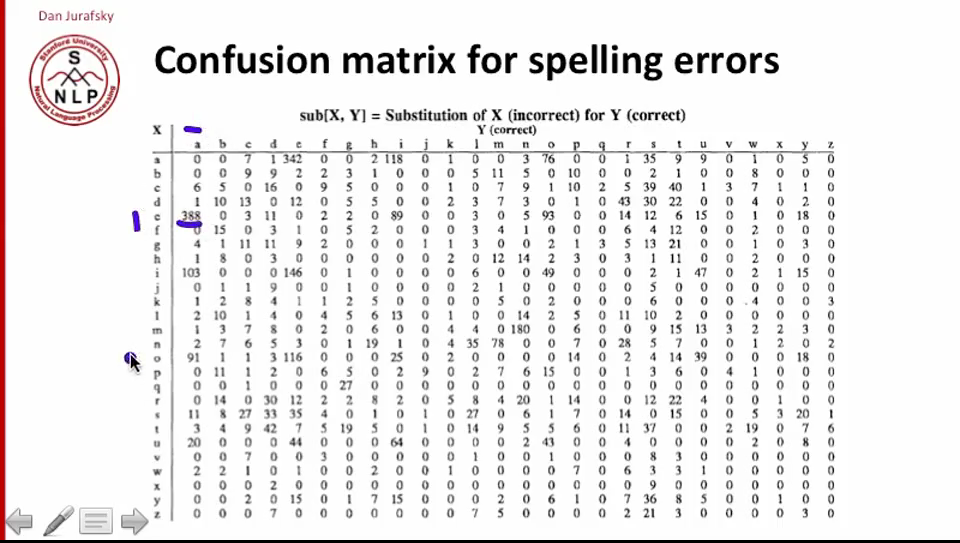 Dan Jurafsky
Stanford University
S
NLP
Natural Language Processing
Confusion matrix for spelling errors
sub[X, Y] = Substitution of X (incorrect) for Y (correct)
X Y (correct)
a b c d e f g h i j k l m n o p q r s t u v w x y z
a 0 0 7 1 342 0 0 2 118 0 1 0 0 3 76 0 0 1 35 9 9 0 1 0 5 0
b 0 0 9 9 2 2 3 1 0 0 0 5 11 5 0 10 0 0 2 1 0 0 8 0 0 0
c 6 5 0 16 0 9 5 0 0 0 1 0 7 9 1 10 2 5 39 40 1 3 7 1 1 0
d 1 10 13 0 12 0 5 5 0 0 2 3 7 3 0 1 0 43 30 22 0 0 4 0 2 0
e 388 0 3 11 0 2 2 0 89 0 0 3 0 5 93 0 0 14 12 6 15 0 1 0 18 0
f 0 15 0 3 1 0 5 2 0 0 0 3 4 1 0 0 0 6 4 12 0 0 2 0 0 0
g 4 1 11 11 9 2 0 0 0 1 1 3 0 0 2 1 3 5 13 21 0 0 1 0 3 0
h 1 8 0 3 0 0 0 0 0 0 2 0 12 14 2 3 0 3 1 11 0 0 2 0 0 0
i 103 0 0 0 146 0 1 0 0 0 0 6 0 0 49 0 0 0 2 1 47 0 2 1 15 0
j 0 1 1 9 0 0 1 0 0 0 0 2 1 0 0 0 0 0 5 0 0 0 0 0 0 0
k 1 2 8 4 1 1 2 5 0 0 0 0 5 0 2 0 0 0 6 0 0 0 . 4 0 0 3
l 2 10 1 4 0 4 5 6 13 0 1 0 0 14 2 5 0 11 10 2 0 0 0 0 0 0
m 1 3 7 8 0 2 0 6 0 0 4 4 0 180 0 6 0 0 9 15 13 3 2 2 3 0
n 2 7 6 5 3 0 1 19 1 0 4 35 78 0 0 7 0 28 5 7 0 0 1 2 0 2
o 91 1 1 3 116 0 0 0 25 0 2 0 0 0 0 14 0 2 4 14 39 0 0 0 18 0
p 0 11 1 2 0 6 5 0 2 9 0 2 7 6 15 0 0 1 3 6 0 4 1 0 0 0
q 0 0 1 0 0 0 27 0 0 0 0 0 0 0 0 0 0 0 0 0 0 0 0 0 0 0
r 0 14 0 30 12 2 2 8 2 0 5 8 4 20 1 14 0 0 12 22 4 0 0 1 0 0
s 11 8 27 33 35 4 0 1 0 1 0 27 0 6 1 7 0 14 0 15 0 0 5 3 20 1
t 3 4 9 42 7 5 19 5 0 1 0 14 9 5 5 6 0 11 37 0 0 2 19 0 7 6
u 20 0 0 0 44 0 0 0 64 0 0 0 0 2 43 0 0 4 0 0 0 0 2 0 8 0
v 0 0 7 0 0 3 0 0 0 0 0 1 0 0 1 0 0 0 8 3 0 0 0 0 0 0
w 2 2 1 0 1 0 0 2 0 0 1 0 0 0 0 7 0 6 3 3 1 0 0 0 0 0
x 0 0 0 2 0 0 0 0 0 0 0 0 0 0 0 0 0 0 9 0 0 0 0 0 0 0
y 0 0 2 0 15 0 1 7 15 0 0 0 2 0 6 1 0 7 36 8 5 0 0 1 0 0
z 0 0 0 7 0 0 0 0 0 0 0 7 5 0 0 0 0 2 21 3 0 0 0 0 3 0